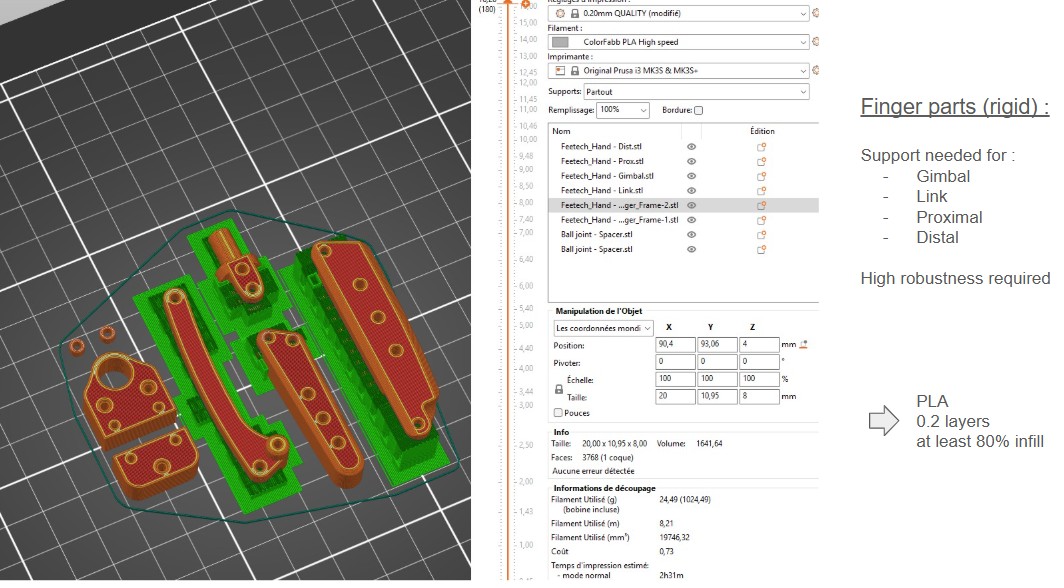 (180)
Réglages d'impression :
0.20mm QUALITY (modifié)
Filament :
ColorFabb PLA High speed
Imprimante :
Original Prusa i3 MK3S & MK3S+
Supports: Partout
Remplissage: 100% Bordure:
Nom Édition
Feetech_Hand - Dist.stl
Feetech_Hand - Prox.stl
Feetech_Hand - Gimbal.stl
Feetech_Hand - Link.stl
Feetech_Hand - ...ger_Frame-2.stl
Feetech_Hand - ...ger_Frame-1.stl
Ball joint - Spacer.stl
Ball joint - Spacer.stl
15,00
14,00
13,00
12,45
12,00
11,45
11,00
10,46
10,00
9,48
9,00
8,50
8,00
7,40
7,00
6,40
6,00
5,40
5,00
4,40
4,00
3,44
3,00
2,50
2,00
1,43
1,00
Manipulation de l'Objet
Les coordonnées mondi X Y Z
Position: 90,4 93,06 4 mm
Pivoter: 0 0 0 °
Échelle: 100 100 100 %
Taille: 20 10,95 8 mm
Pouces
Info
Taille: 20,00 x 10,95 x 8,00 Volume: 1641,64
Faces: 3768 (1 coque)
Aucune erreur détectée
Informations de découpage
Filament Utilisé (g) 24,49 (1024,49)
(bobine incluse)
Filament Utilisé (m) 8,21
Filament Utilisé (mm³) 19746,32
Coût 0,73
Temps d'impression estimé:
- mode normal 2h31m
Finger parts (rigid) :
Support needed for :
- Gimbal
- Link
- Proximal
- Distal
High robustness required
PLA
0.2 layers
at least 80% infill